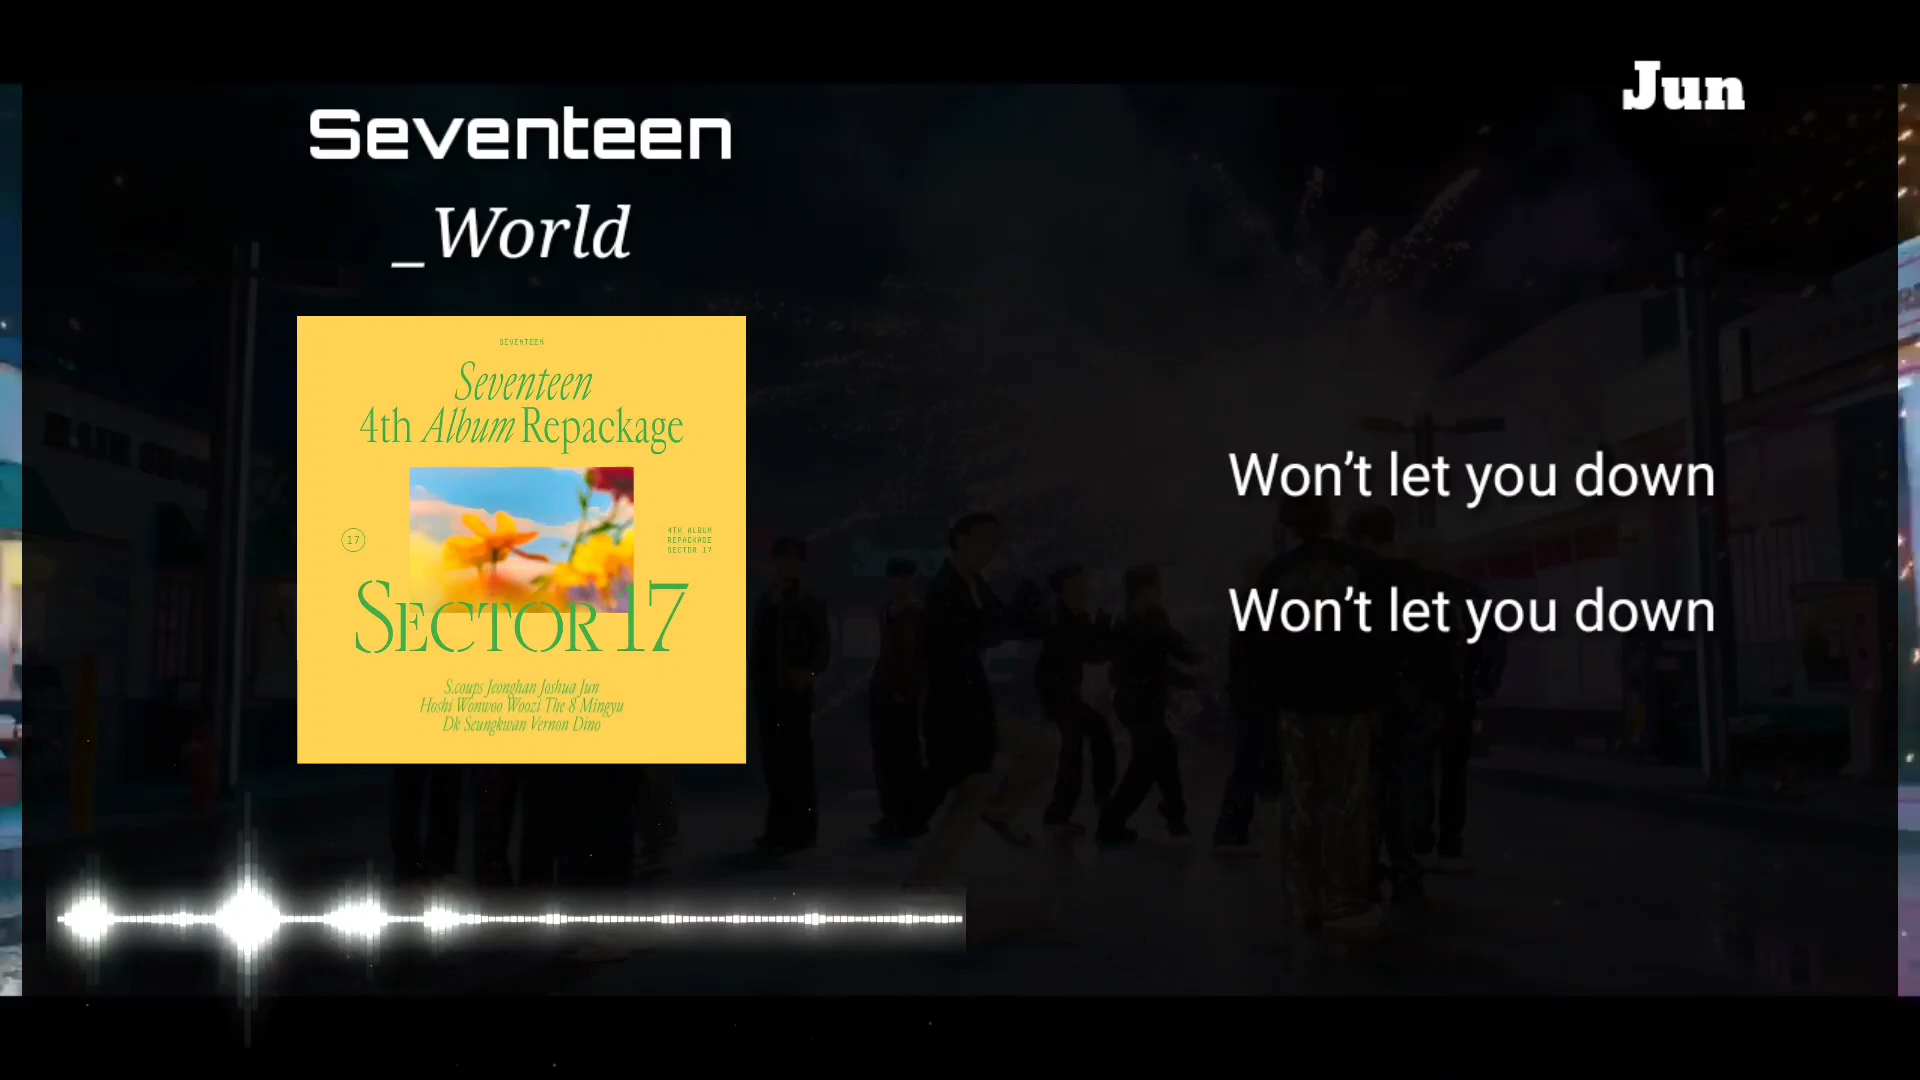 Jun
Seventeen
_World
SEVENTEEN
Seventeen
4th Album Repackage
17
4TH ALBUM
REPACKAGE
SECTOR 17
SECTOR 17
S.coups Jeonghan Joshua Jun
Hoshi Wonwoo Woozi The 8 Mingyu
Dk Seungkwan Vernon Dino
Won't let you down
Won't let you down